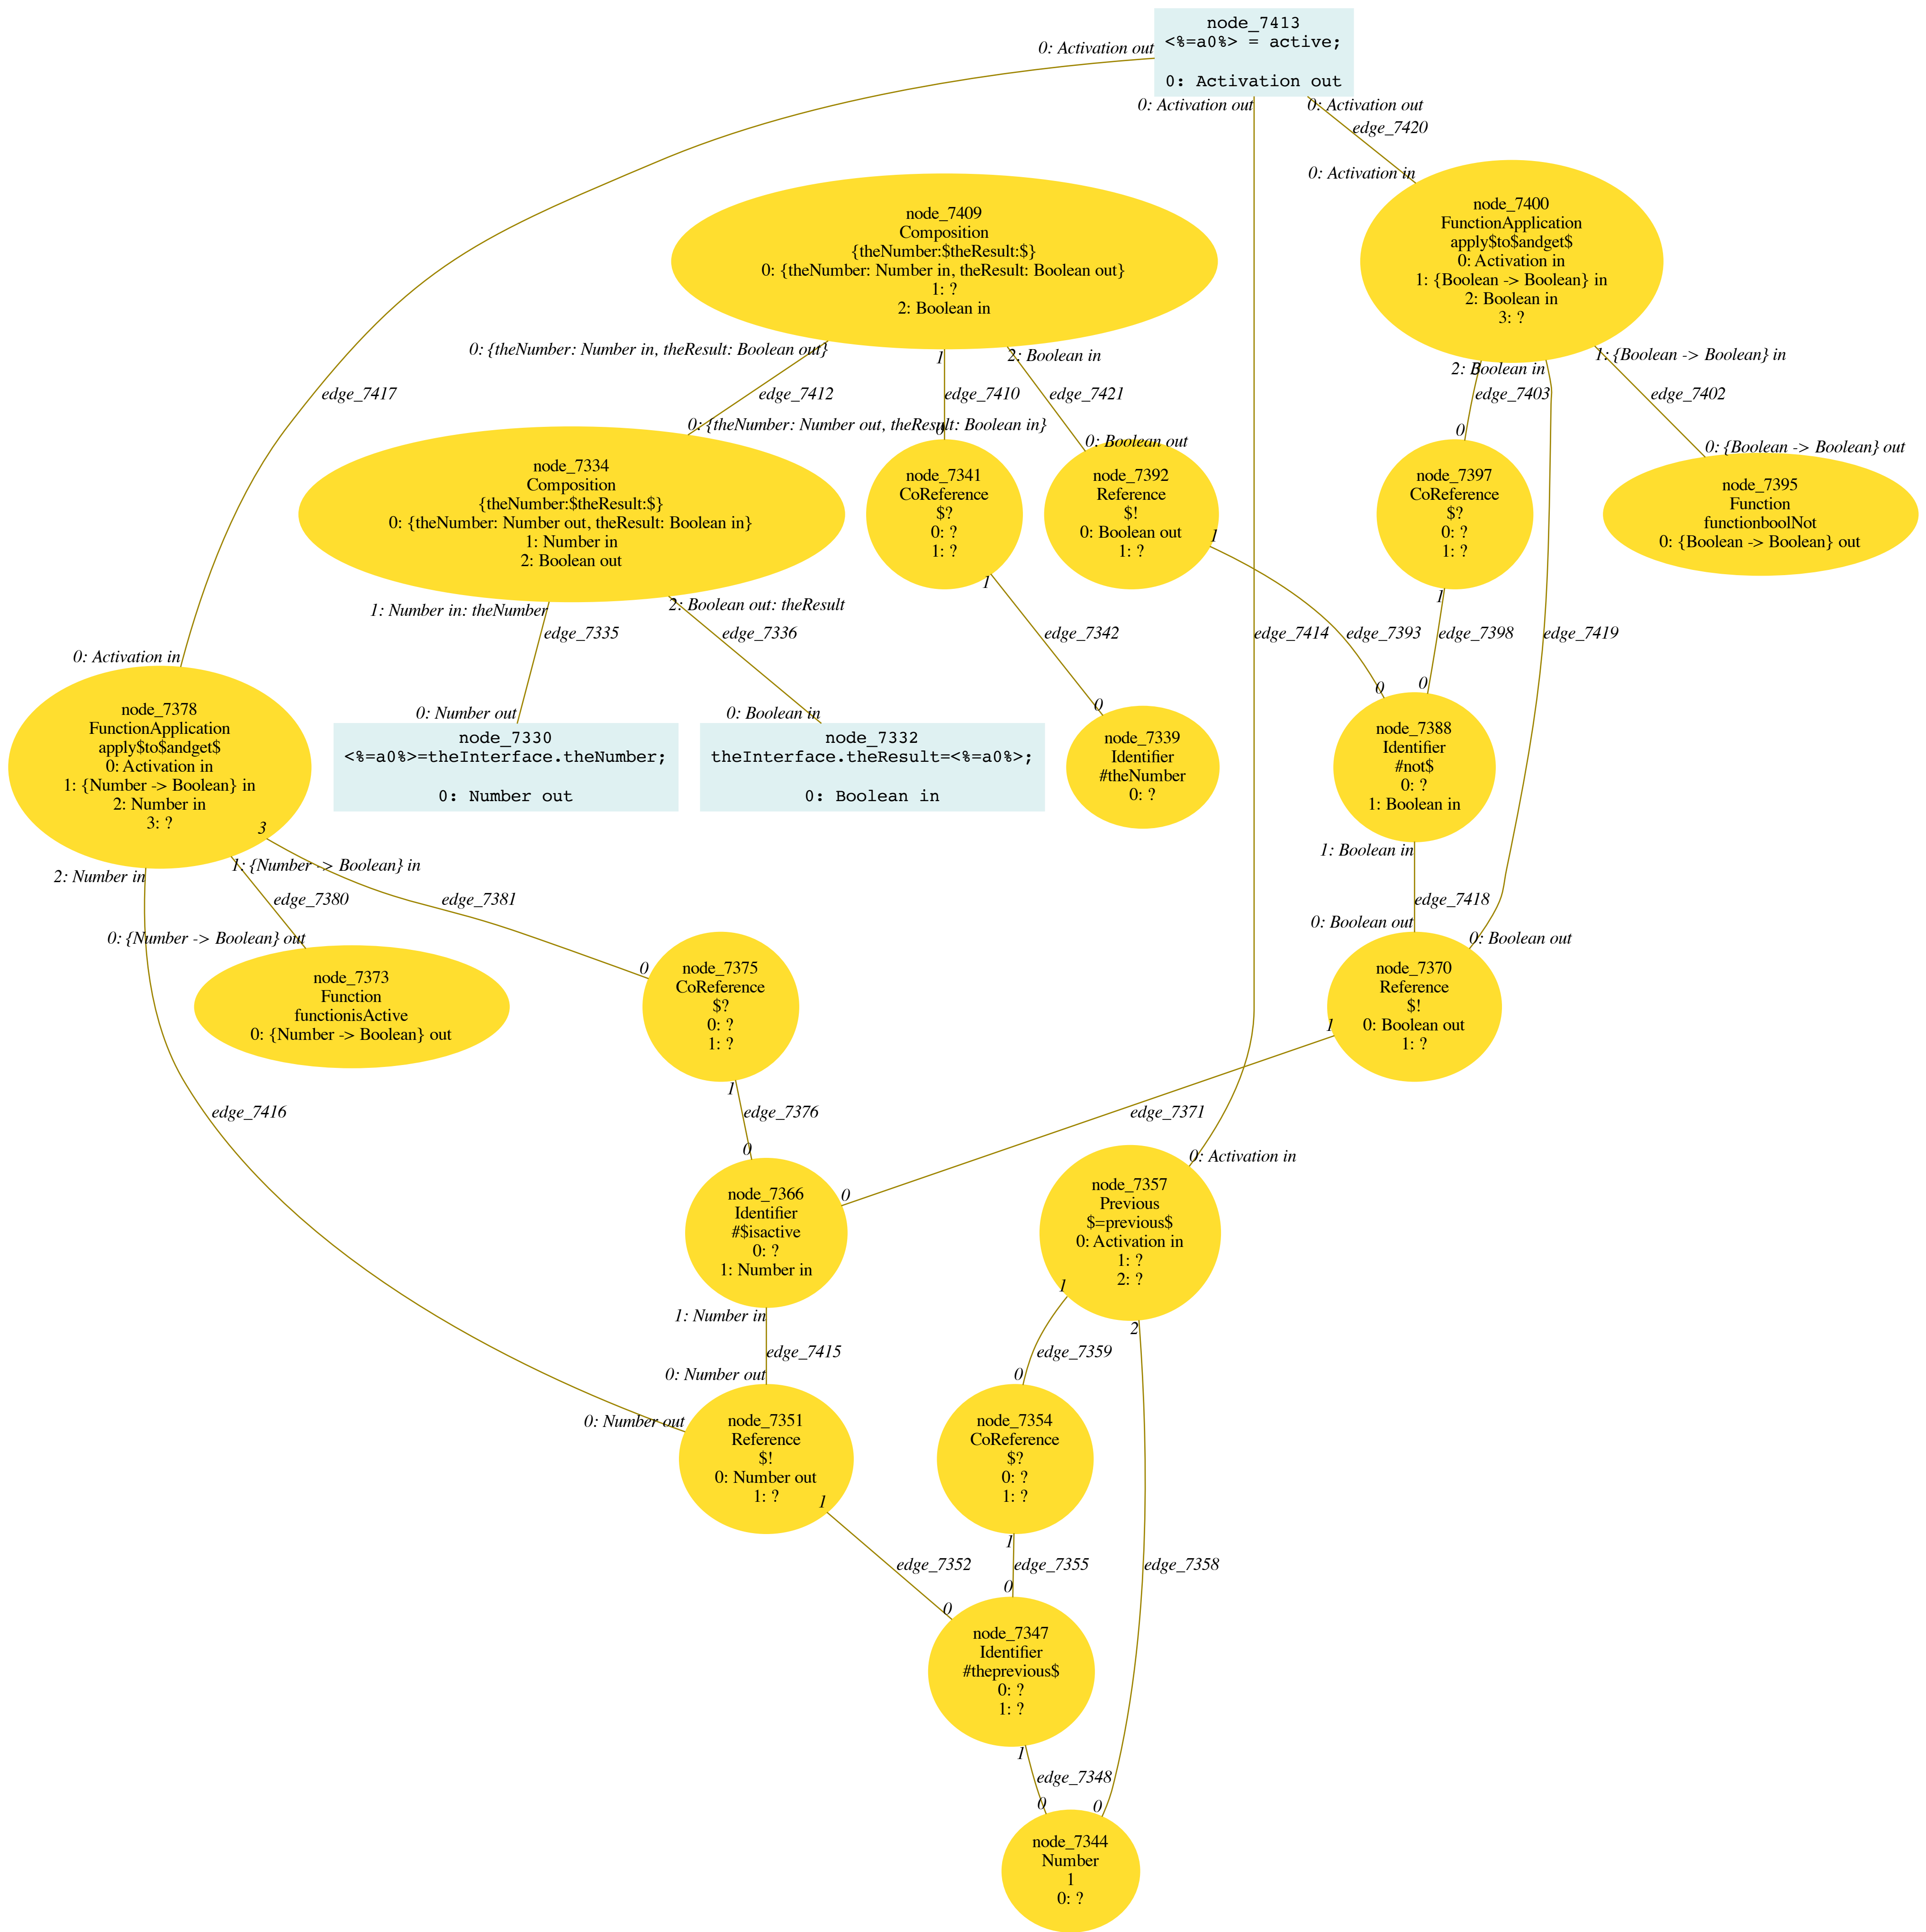 node_7413
<%=a0%> = active;
0: Activation out
0: Activation out
0: Activation out
0: Activation out
edge_7420
0: Activation in
node_7409
Composition
{theNumber:$theResult:$}
0: {theNumber: Number in, theResult: Boolean out}
1: ?
2: Boolean in
node_7400
FunctionApplication
apply$to$andget$
0: Activation in
1: {Boolean -> Boolean} in
2: Boolean in
3: ?
0: {theNumber: Number in, theResult: Boolean out}
1
2: Boolean in
2: Boolean in
1: {Boolean -> Boolean} in
edge_7417
edge_7412
edge_7410
edge_7421
edge_7403
edge_7402
0: {theNumber: Number out, theResult: Boolean in}
0
0: Boolean out
0
0: {Boolean -> Boolean} out
node_7334
Composition
{theNumber:$theResult:$}
0: {theNumber: Number out, theResult: Boolean in}
1: Number in
2: Boolean out
node_7341
CoReference
$?
0: ?
1: ?
node_7392
Reference
$!
0: Boolean out
1: ?
1
node_7397
CoReference
$?
0: ?
1: ?
node_7395
Function
functionboolNot
0: {Boolean -> Boolean} out
1: Number in: theNumber
2: Boolean out: theResult
1
1
edge_7335
edge_7336
edge_7342
edge_7414
edge_7393
edge_7398
edge_7419
0: Activation in
0: Number out
0: Boolean in
0
0
0
node_7378
FunctionApplication
apply$to$andget$
0: Activation in
1: {Number -> Boolean} in
2: Number in
3: ?
3
node_7330
<%=a0%>=theInterface.theNumber;
0: Number out
node_7332
theInterface.theResult=<%=a0%>;
0: Boolean in
node_7339
Identifier
#theNumber
0: ?
node_7388
Identifier
#not$
0: ?
1: Boolean in
2: Number in
1: {Number -> Boolean} in
1: Boolean in
edge_7380
edge_7381
edge_7418
0: {Number -> Boolean} out
0
0: Boolean out
0: Boolean out
node_7373
Function
functionisActive
0: {Number -> Boolean} out
node_7375
CoReference
$?
0: ?
1: ?
node_7370
Reference
$!
0: Boolean out
1: ?
1
1
edge_7416
edge_7376
edge_7371
0
0
0: Activation in
node_7366
Identifier
#$isactive
0: ?
1: Number in
node_7357
Previous
$=previous$
0: Activation in
1: ?
2: ?
1
1: Number in
2
edge_7415
edge_7359
0: Number out
0
0: Number out
node_7351
Reference
$!
0: Number out
1: ?
1
node_7354
CoReference
$?
0: ?
1: ?
1
edge_7352
edge_7355
edge_7358
0
0
node_7347
Identifier
#theprevious$
0: ?
1: ?
1
edge_7348
0
0
node_7344
Number
1
0: ?